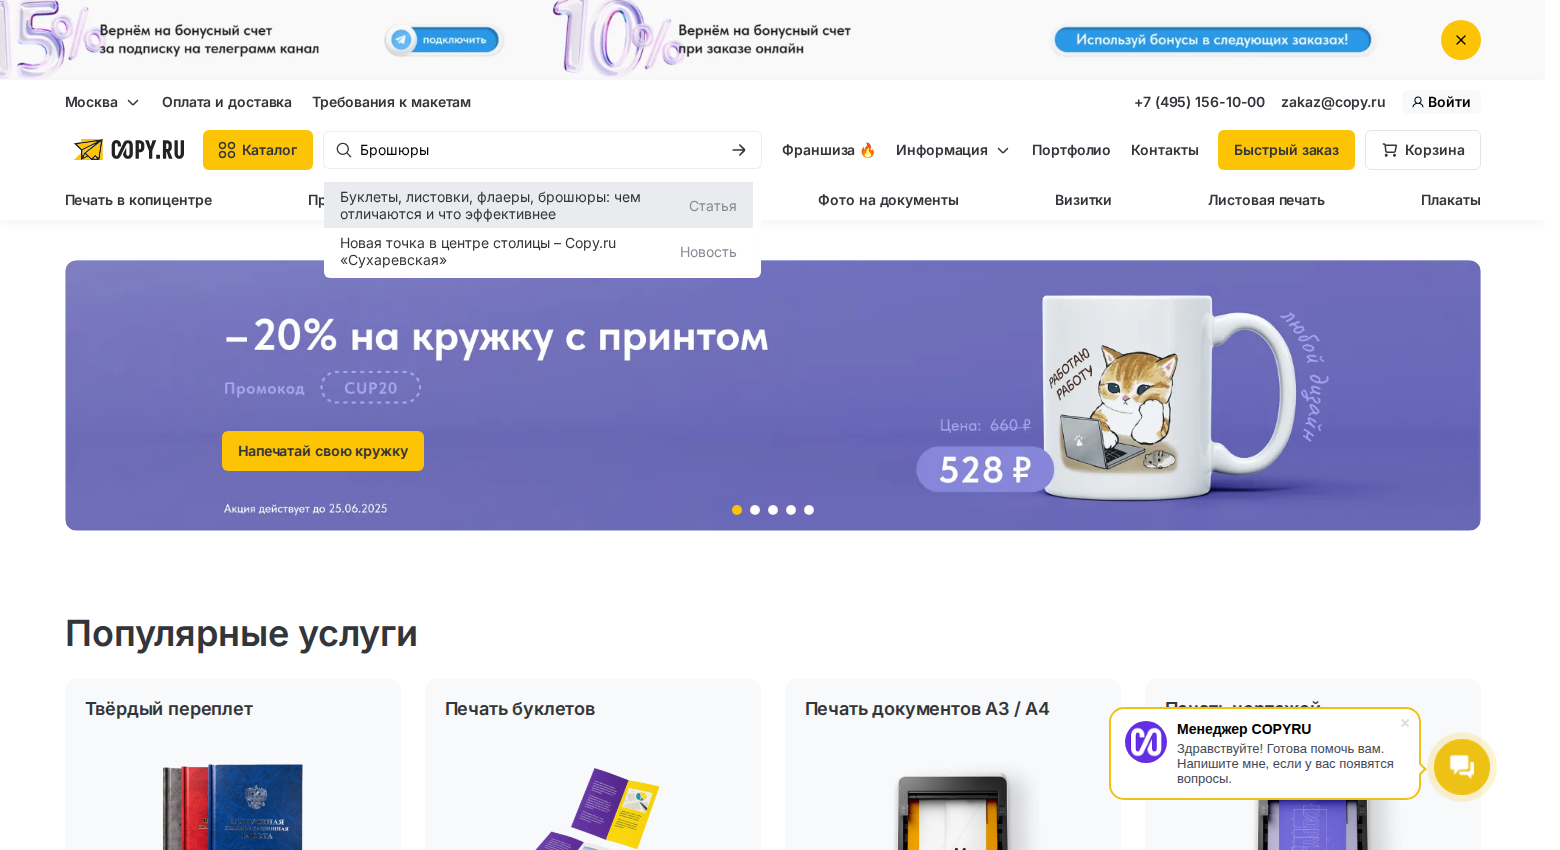 15%
Вернём на бонусный счет
за подписку на телеграмм канал
подключить
10%
Вернём на бонусный счет
при заказе онлайн
Используй бонусы в следующих заказах!
Москва
Оплата и доставка
Требования к макетам
+7 (495) 156-10-00
zakaz@copy.ru
Войти
COPY.RU
Каталог
Брошюры
Франшиза 🔥
Информация
Портфолио
Контакты
Быстрый заказ
Корзина
Печать в копицентре
Пр
Фото на документы
Визитки
Листовая печать
Плакаты
Буклеты, листовки, флаеры, брошюры: чем
отличаются и что эффективнее
Статья
Новая точка в центре столицы – Copy.ru
«Сухаревская»
Новость
–20% на кружку с принтом
Промокод
CUP20
Напечатай свою кружку
Акция действует до 25.06.2025
Цена: 660 ₽
528 ₽
РАБОТАЮ
РАБОТУ
любой дизайн
Популярные услуги
Твёрдый переплет
Печать буклетов
Печать документов А3 / А4
Печать чертежей
Менеджер COPYRU
Здравствуйте! Готова помочь вам.
Напишите мне, если у вас появятся
вопросы.